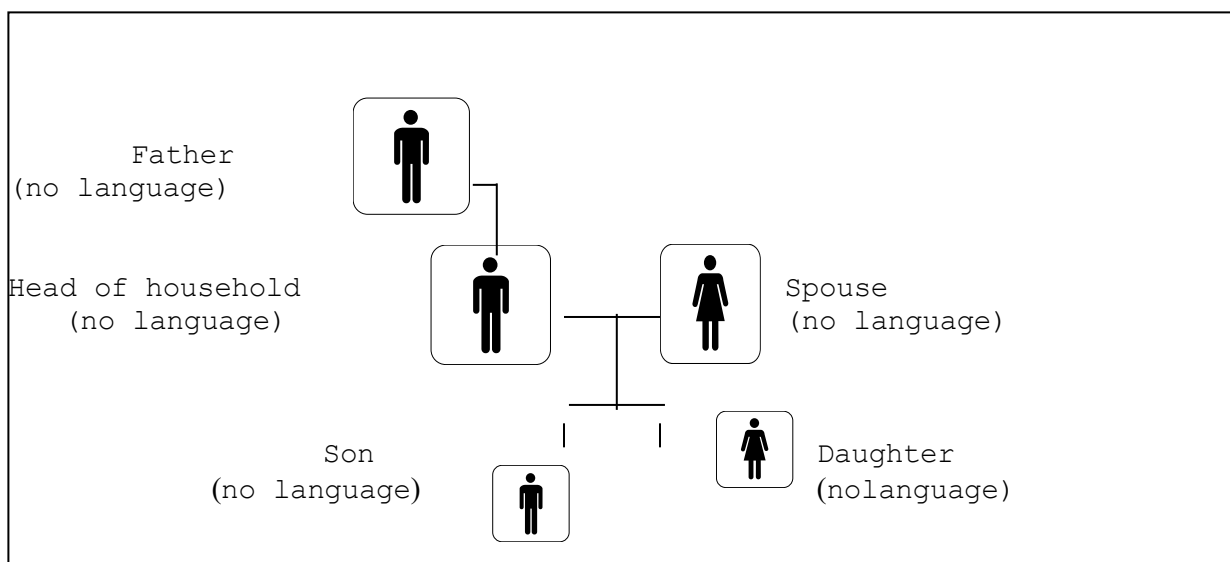 Father
(no language)
Head of household
(no language)
Spouse
(no language)
Son
(no language)
Daughter
(nolanguage)